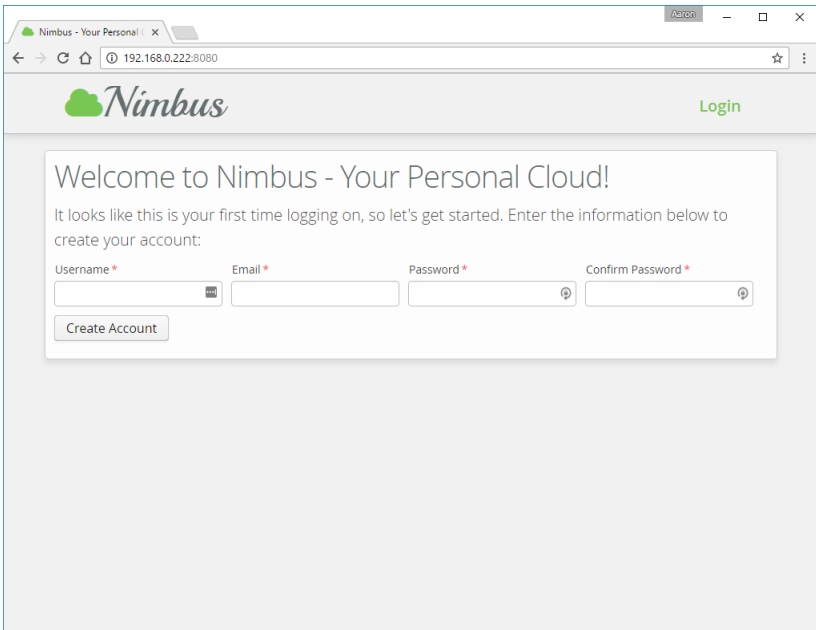 Aaron
Nimbus - Your Personal C
192.168.0.222:8080
Nimbus
Login
Welcome to Nimbus - Your Personal Cloud!
It looks like this is your first time logging on, so let's get started. Enter the information below to
create your account:
Username * Email * Password * Confirm Password *
Create Account